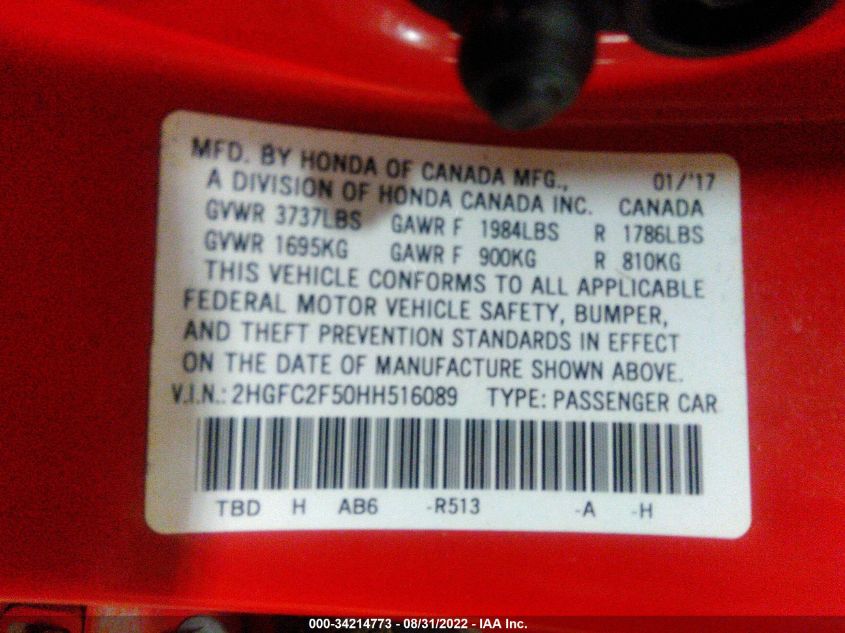 MFD. BY HONDA OF CANADA MFG., 01/'17
A DIVISION OF HONDA CANADA INC. CANADA
GVWR 3737LBS GAWR F 1984LBS R 1786LBS
GVWR 1695KG GAWR F 900KG R 810KG
THIS VEHICLE CONFORMS TO ALL APPLICABLE
FEDERAL MOTOR VEHICLE SAFETY, BUMPER,
AND THEFT PREVENTION STANDARDS IN EFFECT
ON THE DATE OF MANUFACTURE SHOWN ABOVE.
V.I.N.: 2HGFC2F50HH516089 TYPE: PASSENGER CAR
TBD H AB6 -R513 -A -H
000-34214773 - 08/31/2022 - IAA Inc.